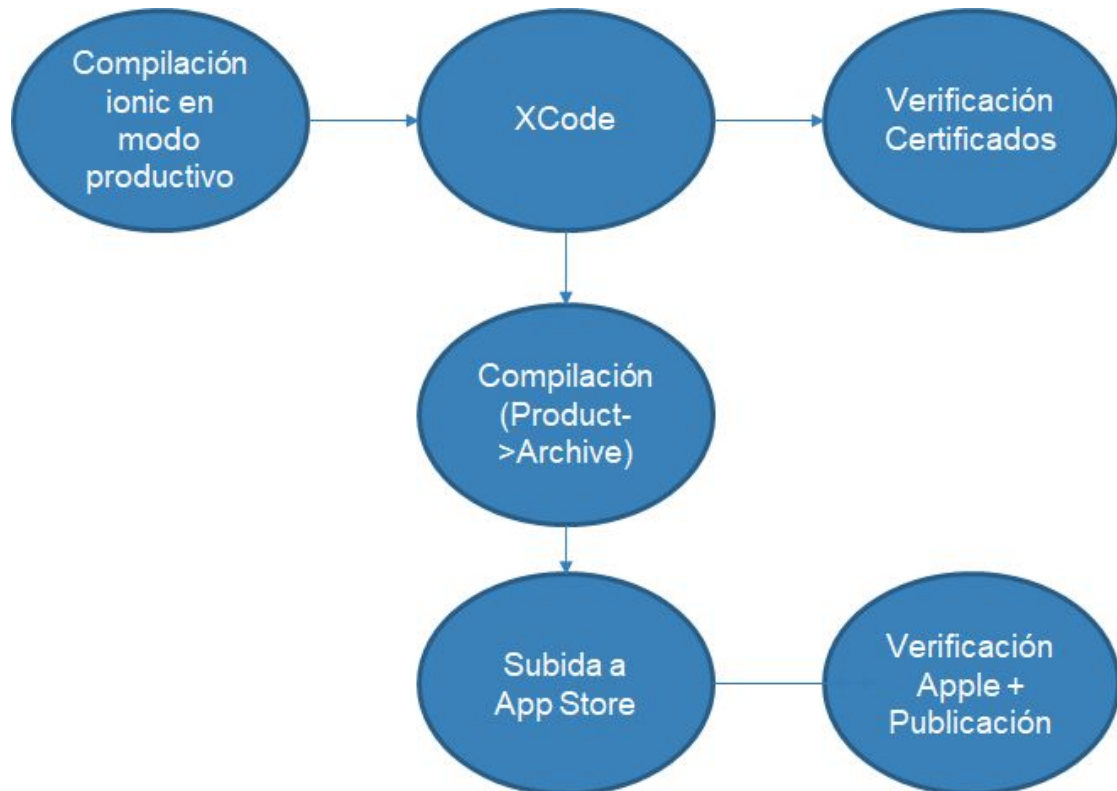 Compilación
ionic en
modo
productivo
XCode
Verificación
Certificados
Compilación
(Product-
>Archive)
Subida a
App Store
Verificación
Apple +
Publicación